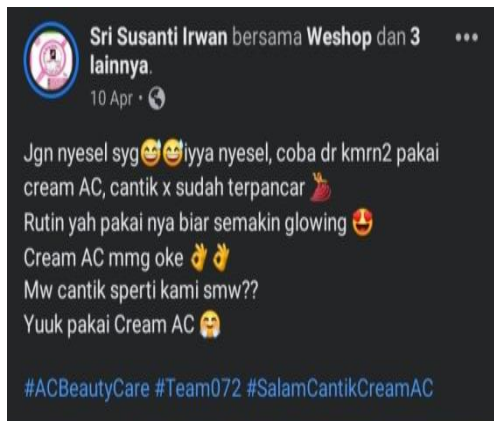 Sri Susanti Irwan bersama Weshop dan 3
lainnya.
10 Apr ·
Jgn nyesel syg😅😅iyya nyesel, coba dr kmrn2 pakai
cream AC, cantik x sudah terpancar 💃
Rutin yah pakai nya biar semakin glowing 😍
Cream AC mmg oke 👌👌
Mw cantik sperti kami smw??
Yuuk pakai Cream AC 🤗
#ACBeautyCare #Team072 #SalamCantikCreamAC